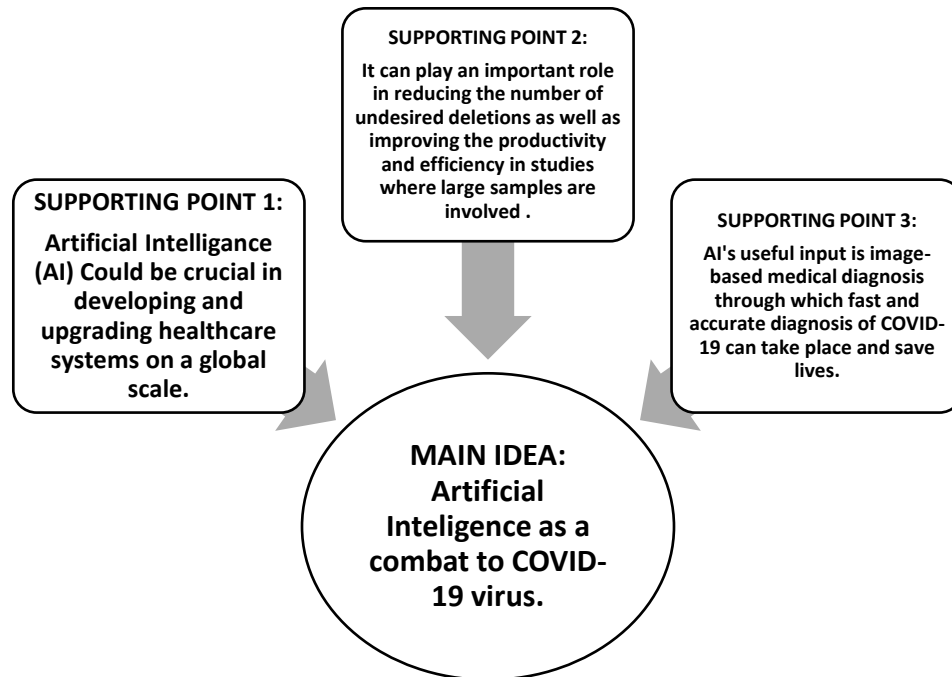 SUPPORTING POINT 1:
Artificial Intelligance
(AI) Could be crucial in
developing and
upgrading healthcare
systems on a global
scale.
SUPPORTING POINT 2:
It can play an important role
in reducing the number of
undesired deletions as well as
improving the productivity
and efficiency in studies
where large samples are
involved .
SUPPORTING POINT 3:
AI's useful input is image-
based medical diagnosis
through which fast and
accurate diagnosis of COVID-
19 can take place and save
lives.
MAIN IDEA:
Artificial
Inteligence as a
combat to COVID-
19 virus.